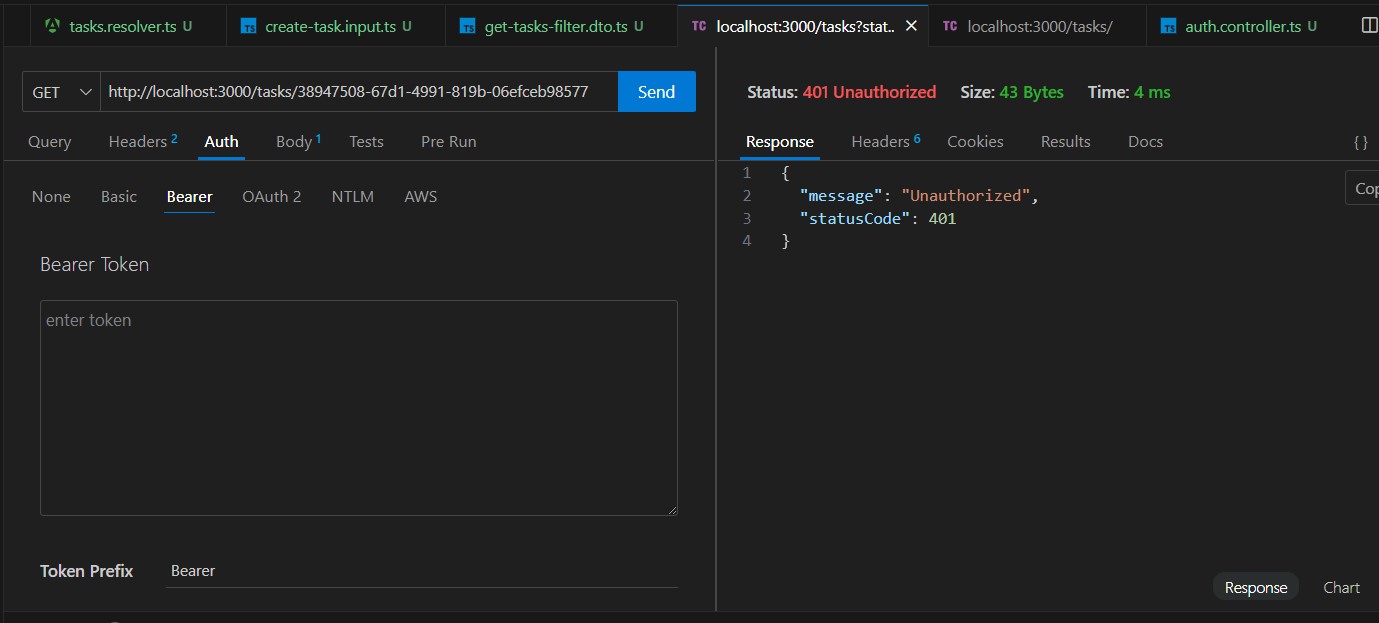 tasks.resolver.ts U
TS create-task.input.ts U
TS get-tasks-filter.dto.ts U
TC localhost:3000/tasks?stat..
TC localhost:3000/tasks/
TS auth.controller.ts U
GET http://localhost:3000/tasks/38947508-67d1-4991-819b-06efceb98577 Send
Query Headers 2 Auth Body 1 Tests Pre Run
None Basic Bearer OAuth 2 NTLM AWS
Bearer Token
enter token
Token Prefix Bearer
Status: 401 Unauthorized Size: 43 Bytes Time: 4 ms
Response Headers 6 Cookies Results Docs { }
1 {
2 "message": "Unauthorized",
3 "statusCode": 401
4 }
Cop
Response Chart